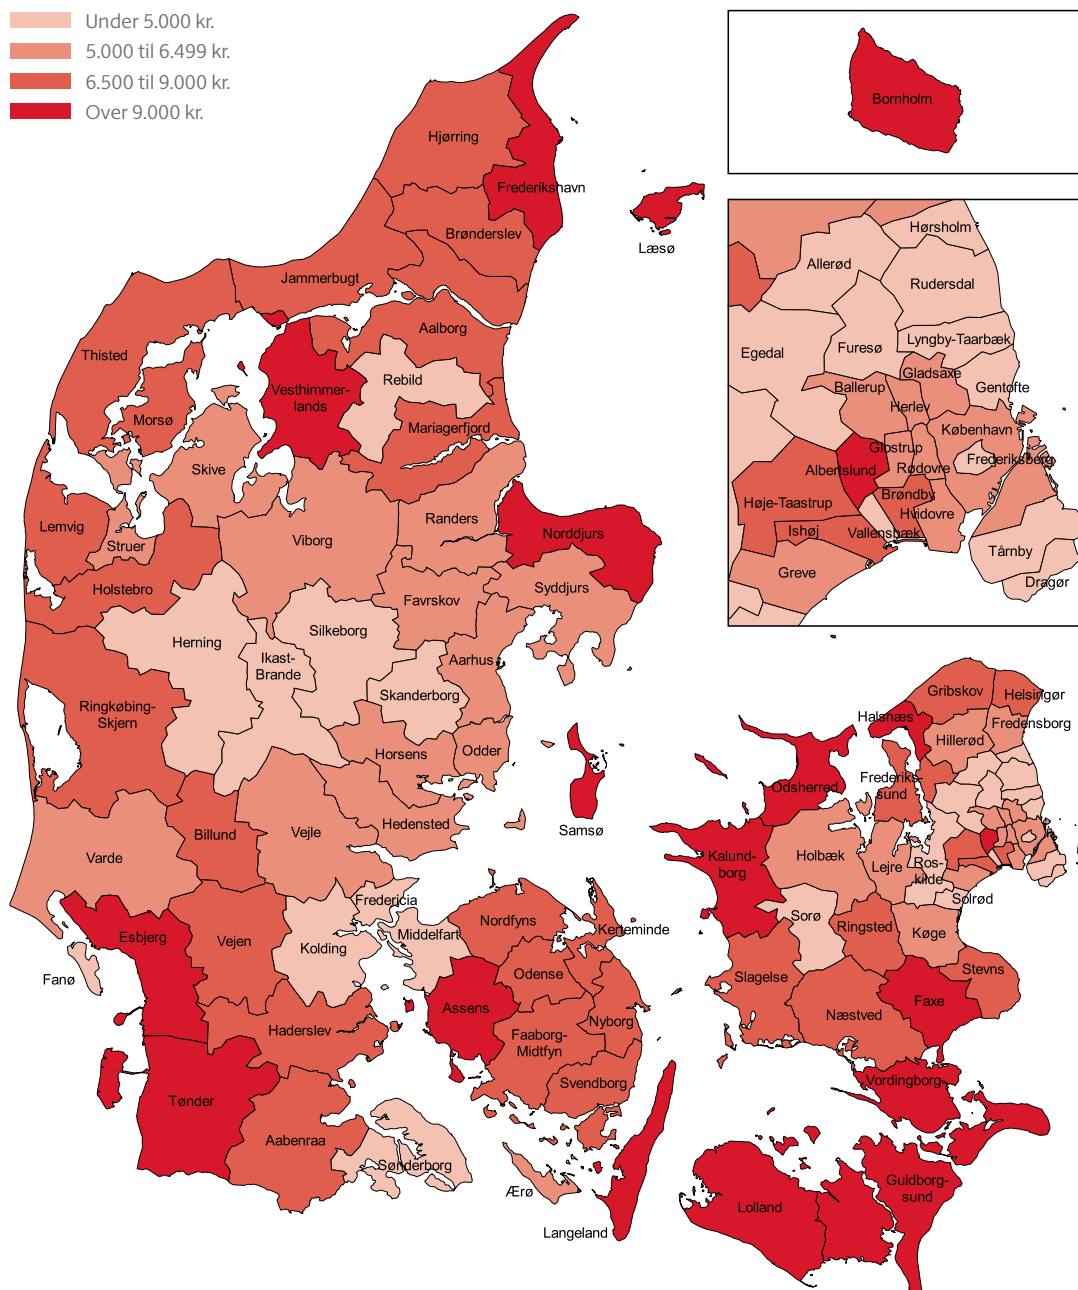 Under 5.000 kr.
5.000 til 6.499 kr.
6.500 til 9.000 kr.
Over 9.000 kr.
Bornholm
Hjørring
Frederikshavn
Brønderslev
Læsø
Jammerbugt
Aalborg
Thisted
Rebild
Vesthimmer-
lands
Morsø
Mariagerfjord
Skive
Lemvig
Struer
Viborg
Randers
Norddjurs
Holstebro
Favrskov
Syddjurs
Herning
Silkeborg
Ikast-
Brande
Aarhus
Skanderborg
Ringkøbing-
Skjern
Horsens
Odder
Hedensted
Billund
Vejle
Samsø
Varde
Fredericia
Esbjerg
Vejen
Kolding
Middelfart
Nordfyns
Kerteminde
Fanø
Odense
Assens
Haderslev
Faaborg-
Midtfyn
Nyborg
Svendborg
Tønder
Aabenraa
Sønderborg
Ærø
Langeland
Hørsholm
Allerød
Rudersdal
Egedal
Furesø
Lyngby-Taarbæk
Gladsaxe
Gentofte
Ballerup
Herlev
København
Glostrup
Frederiksberg
Albertslund
Rødovre
Høje-Taastrup
Brøndby
Hvidovre
Ishøj
Vallensbæk
Tårnby
Greve
Dragør
Gribskov
Helsingør
Halsnæs
Fredensborg
Hillerød
Odsherred
Frederiks-
sund
Kalund-
borg
Holbæk
Lejre
Ros-
kilde
Solrød
Sorø
Ringsted
Køge
Slagelse
Stevns
Faxe
Næstved
Vordingborg
Lolland
Guldborg-
sund